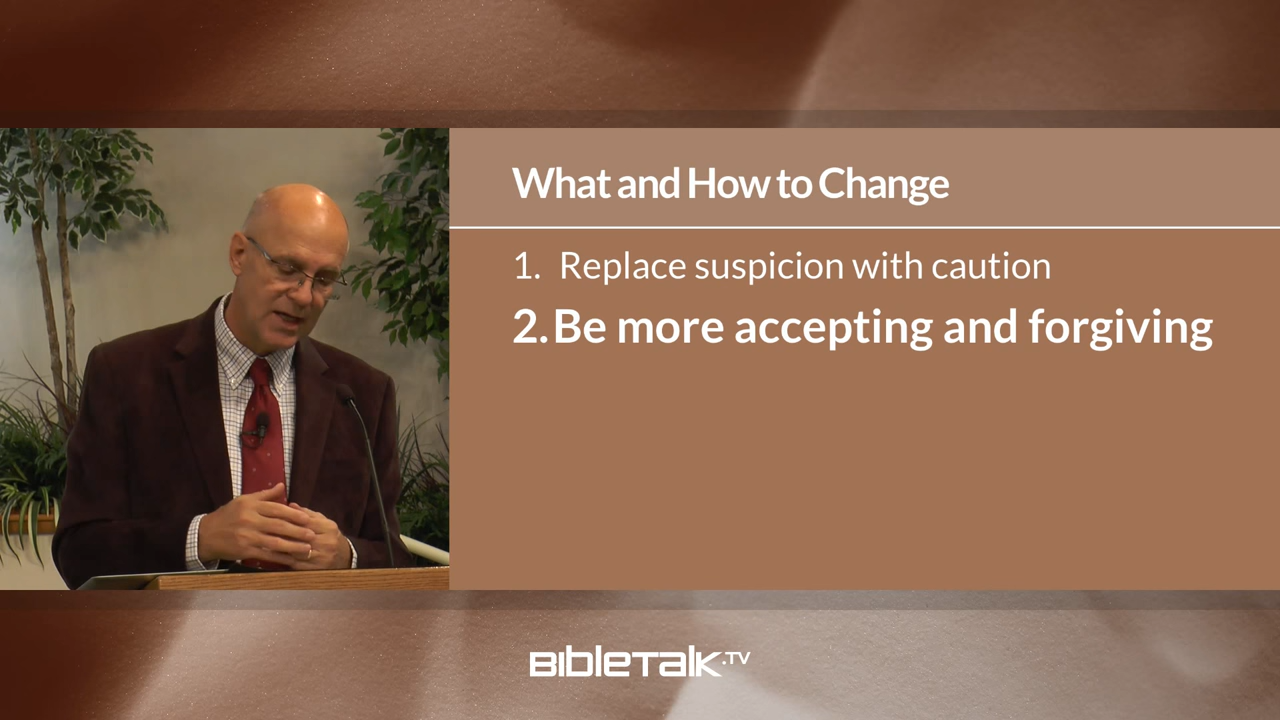 What and How to Change
1. Replace suspicion with caution
2. Be more accepting and forgiving
BibleTalk.TV